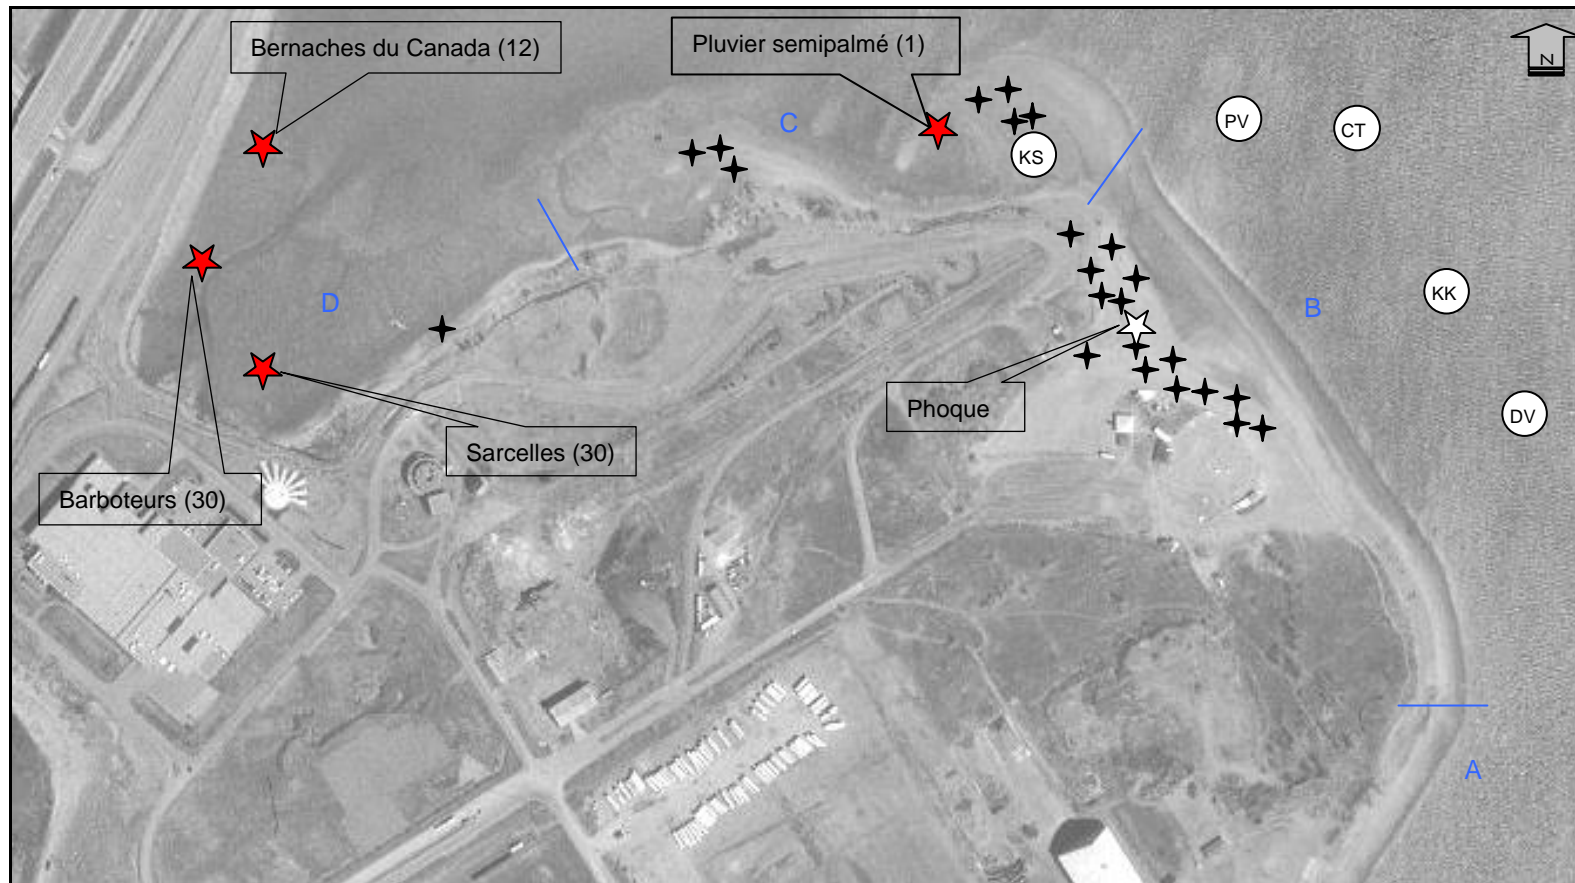 Bernaches du Canada (12)
Pluvier semipalmé (1)
N
C
PV
CT
KS
D
B
KK
Phoque
DV
Sarcelles (30)
Barboteurs (30)
A